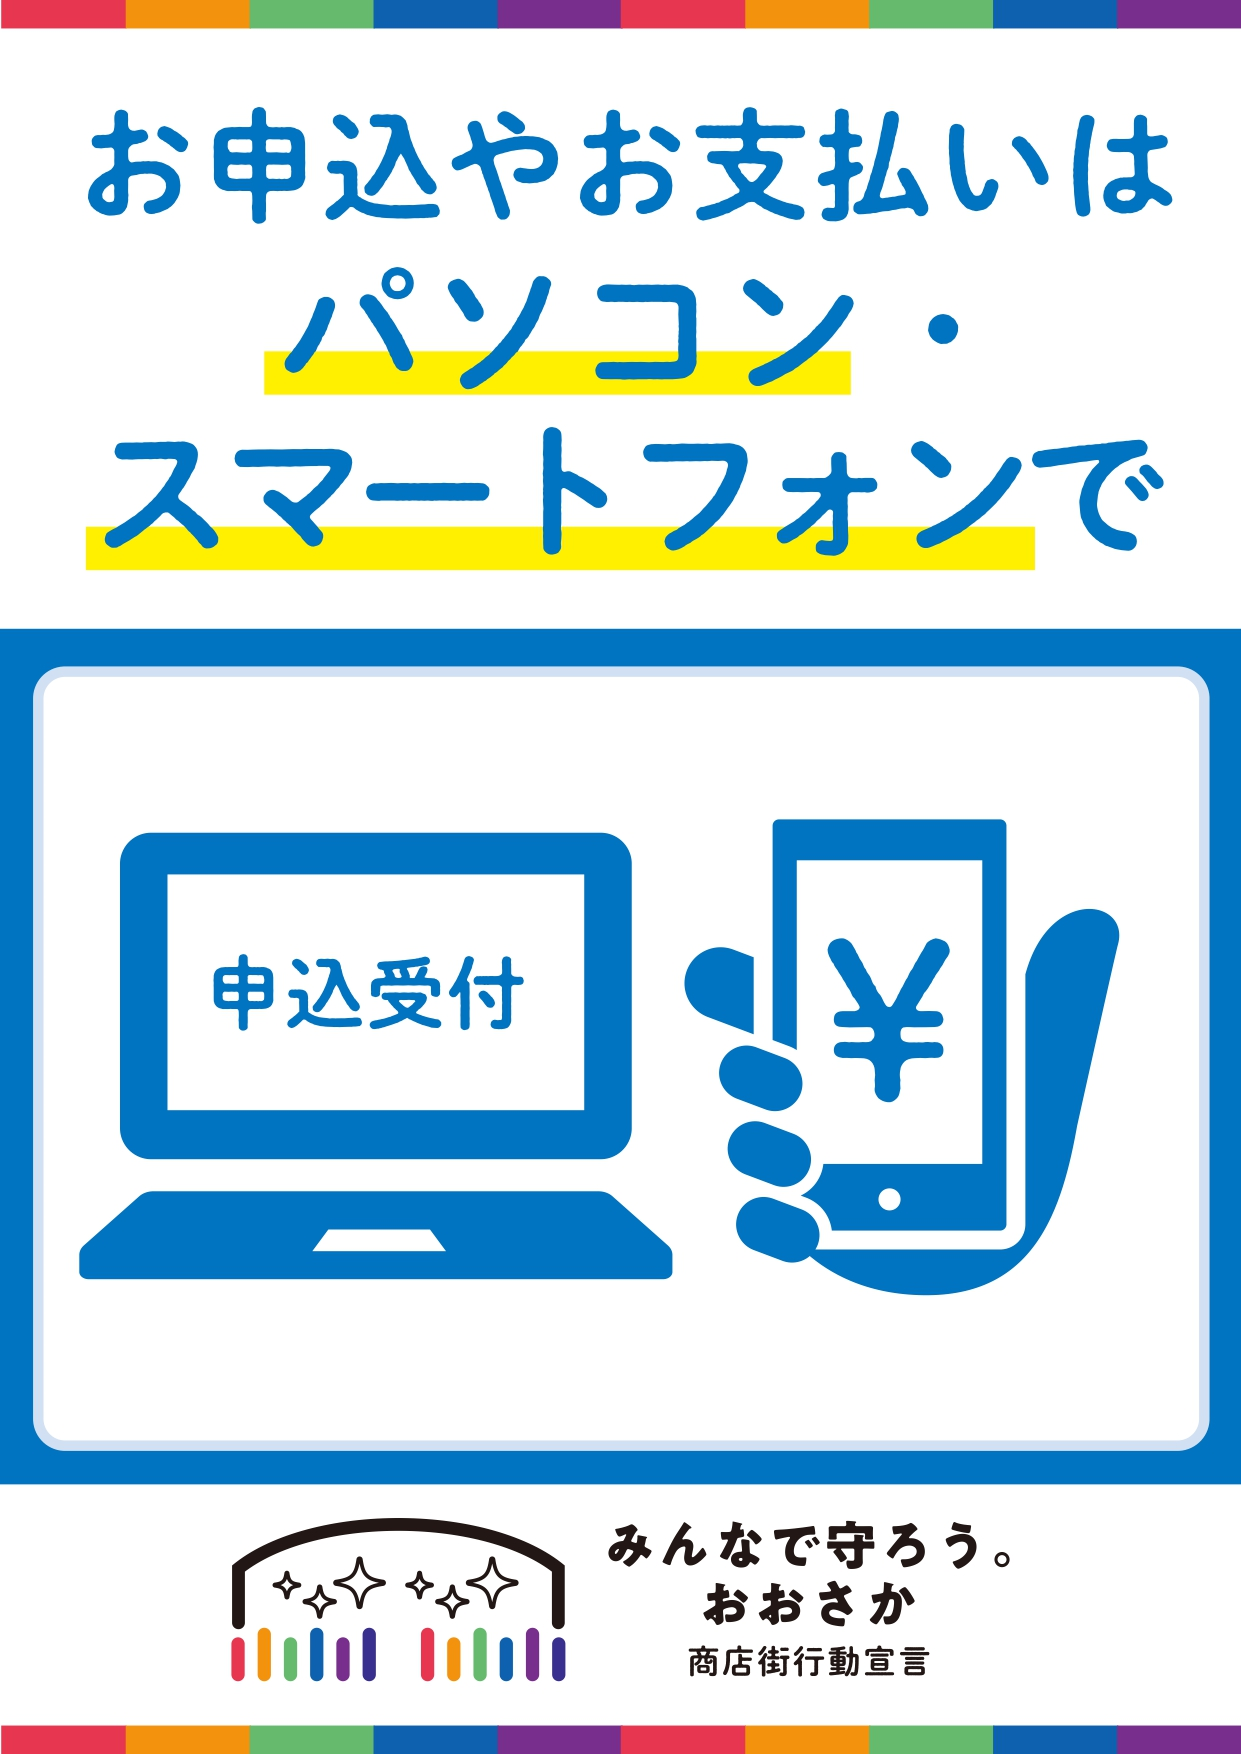 お申込やお支払いは
パソコン・
スマートフォンで
申込受付
¥
みんなで守ろう。
おおさか
商店街行動宣言